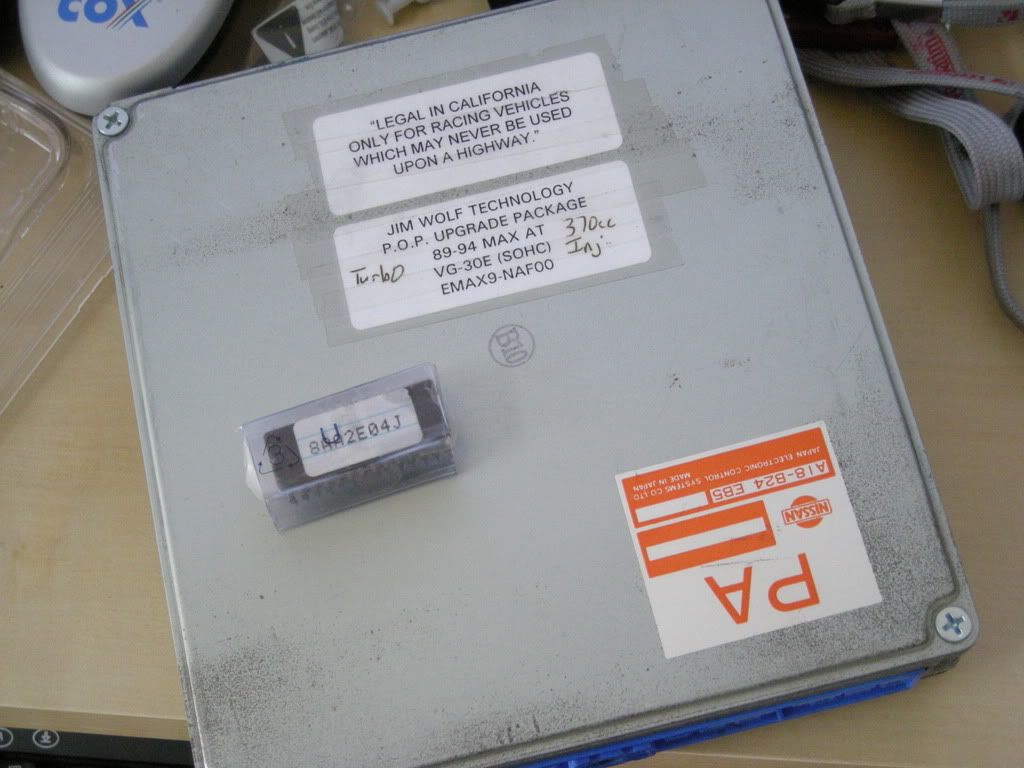 COX
"LEGAL IN CALIFORNIA
ONLY FOR RACING VEHICLES
WHICH MAY NEVER BE USED
UPON A HIGHWAY."
JIM WOLF TECHNOLOGY
P.O.P. UPGRADE PACKAGE
89-94 MAX AT
VG-30E (SOHC)
EMAX9-NAF00
Turbo
370cc
Inj
B10
U
PA
NISSAN
A18-B24 EB5
JAPAN ELECTRONIC CONTROL SYSTEMS CO LTD
MADE IN JAPAN